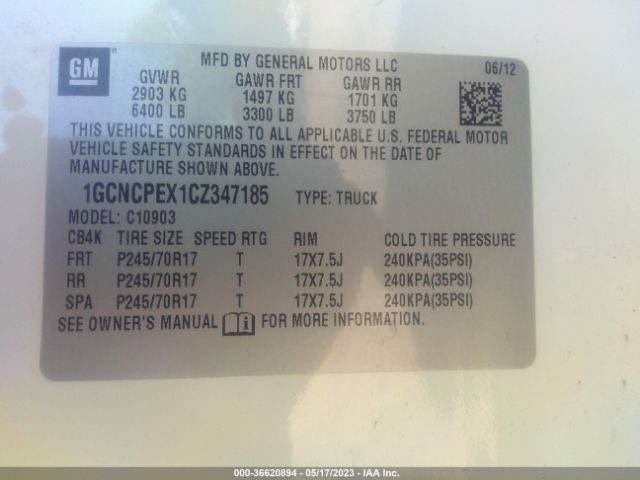 GM ®
MFD BY GENERAL MOTORS LLC 06/12
GVWR GAWR FRT GAWR RR
2903 KG 1497 KG 1701 KG
6400 LB 3300 LB 3750 LB
THIS VEHICLE CONFORMS TO ALL APPLICABLE U.S. FEDERAL MOTOR
VEHICLE SAFETY STANDARDS IN EFFECT ON THE DATE OF
MANUFACTURE SHOWN ABOVE.
1GCNCPEX1CZ347185 TYPE: TRUCK
MODEL: C10903
CB4K TIRE SIZE SPEED RTG RIM COLD TIRE PRESSURE
FRT P245/70R17 T 17X7.5J 240KPA(35PSI)
RR P245/70R17 T 17X7.5J 240KPA(35PSI)
SPA P245/70R17 T 17X7.5J 240KPA(35PSI)
SEE OWNER'S MANUAL i FOR MORE INFORMATION.
000-36620894 - 05/17/2023 - IAA Inc.